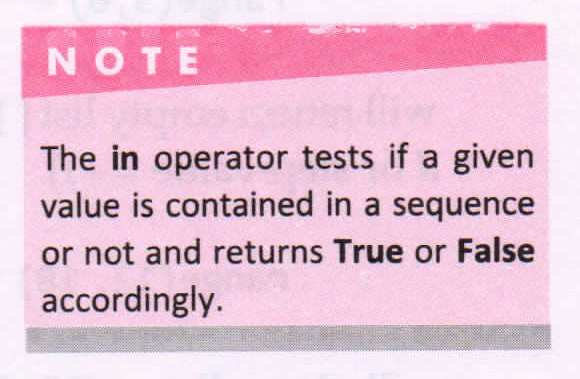 NOTE
The in operator tests if a given
value is contained in a sequence
or not and returns True or False
accordingly.